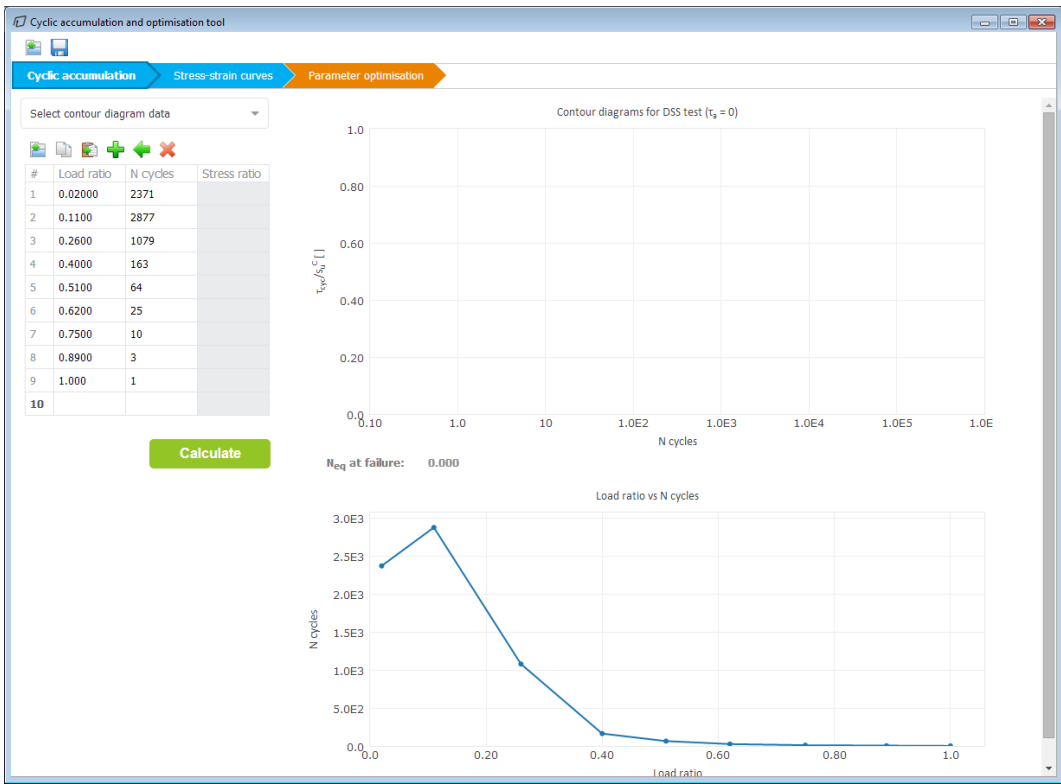 Cyclic accumulation and optimisation tool
Cyclic accumulation Stress-strain curves Parameter optimisation
Select contour diagram data
# Load ratio N cycles Stress ratio
1 0.02000 2371
2 0.1100 2877
3 0.2600 1079
4 0.4000 163
5 0.5100 64
6 0.6200 25
7 0.7500 10
8 0.8900 3
9 1.000 1
10
Calculate
Contour diagrams for DSS test (τₐ = 0)
1.0
0.80
0.60
0.40
0.20
0.0
τcyc/suC [ ]
0.10 1.0 10 1.0E2 1.0E3 1.0E4 1.0E5 1.0E
N cycles
Neq at failure: 0.000
Load ratio vs N cycles
3.0E3
2.5E3
2.0E3
1.5E3
1.0E3
5.0E2
0.0
N cycles
0.0 0.20 0.40 0.60 0.80 1.0
Load ratio